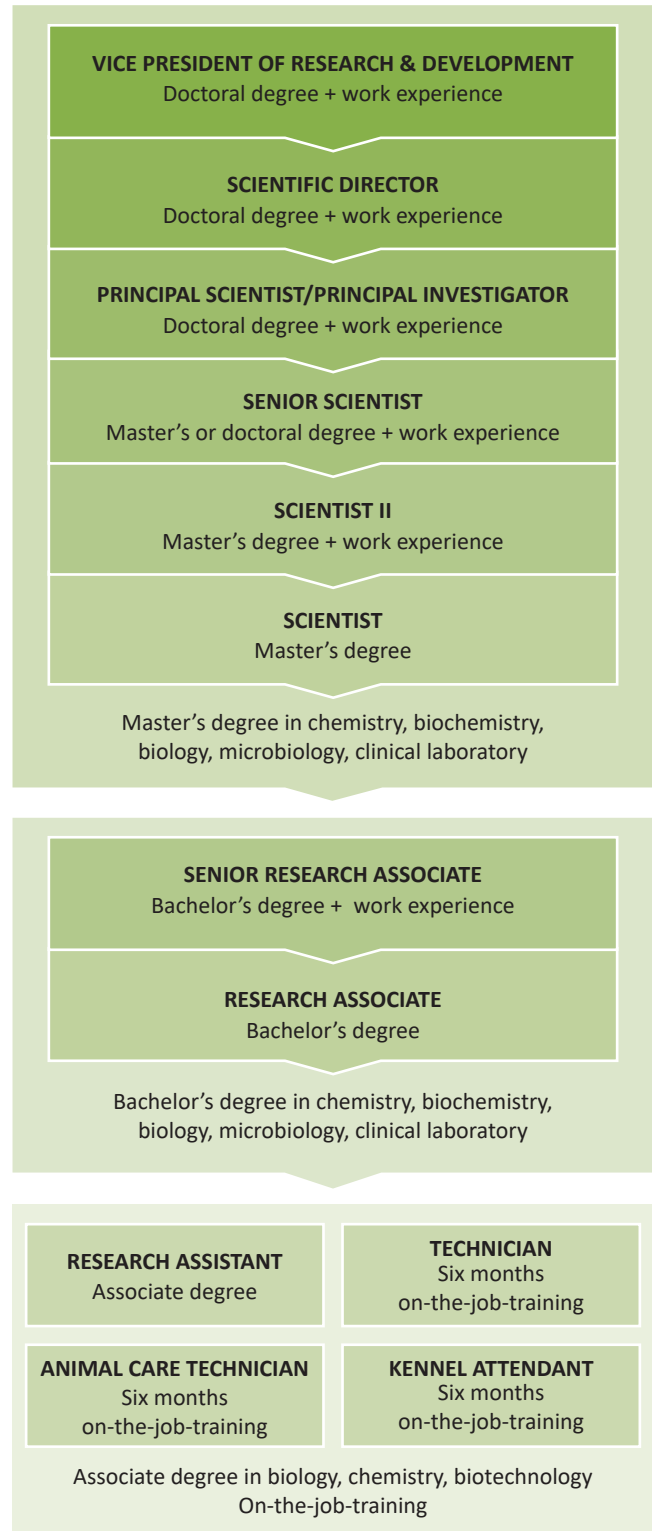 VICE PRESIDENT OF RESEARCH & DEVELOPMENT
Doctoral degree + work experience
SCIENTIFIC DIRECTOR
Doctoral degree + work experience
PRINCIPAL SCIENTIST/PRINCIPAL INVESTIGATOR
Doctoral degree + work experience
SENIOR SCIENTIST
Master’s or doctoral degree + work experience
SCIENTIST II
Master’s degree + work experience
SCIENTIST
Master’s degree
Master’s degree in chemistry, biochemistry,
biology, microbiology, clinical laboratory
SENIOR RESEARCH ASSOCIATE
Bachelor’s degree + work experience
RESEARCH ASSOCIATE
Bachelor’s degree
Bachelor’s degree in chemistry, biochemistry,
biology, microbiology, clinical laboratory
RESEARCH ASSISTANT
Associate degree
TECHNICIAN
Six months
on-the-job-training
ANIMAL CARE TECHNICIAN
Six months
on-the-job-training
KENNEL ATTENDANT
Six months
on-the-job-training
Associate degree in biology, chemistry, biotechnology
On-the-job-training